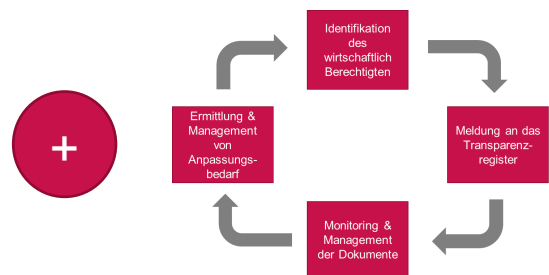 Identifikation
des
wirtschaftlich
Berechtigten
+
Ermittlung &
Management
von
Anpassungs-
bedarf
Meldung an das
Transparenz-
register
Monitoring &
Management
der Dokumente